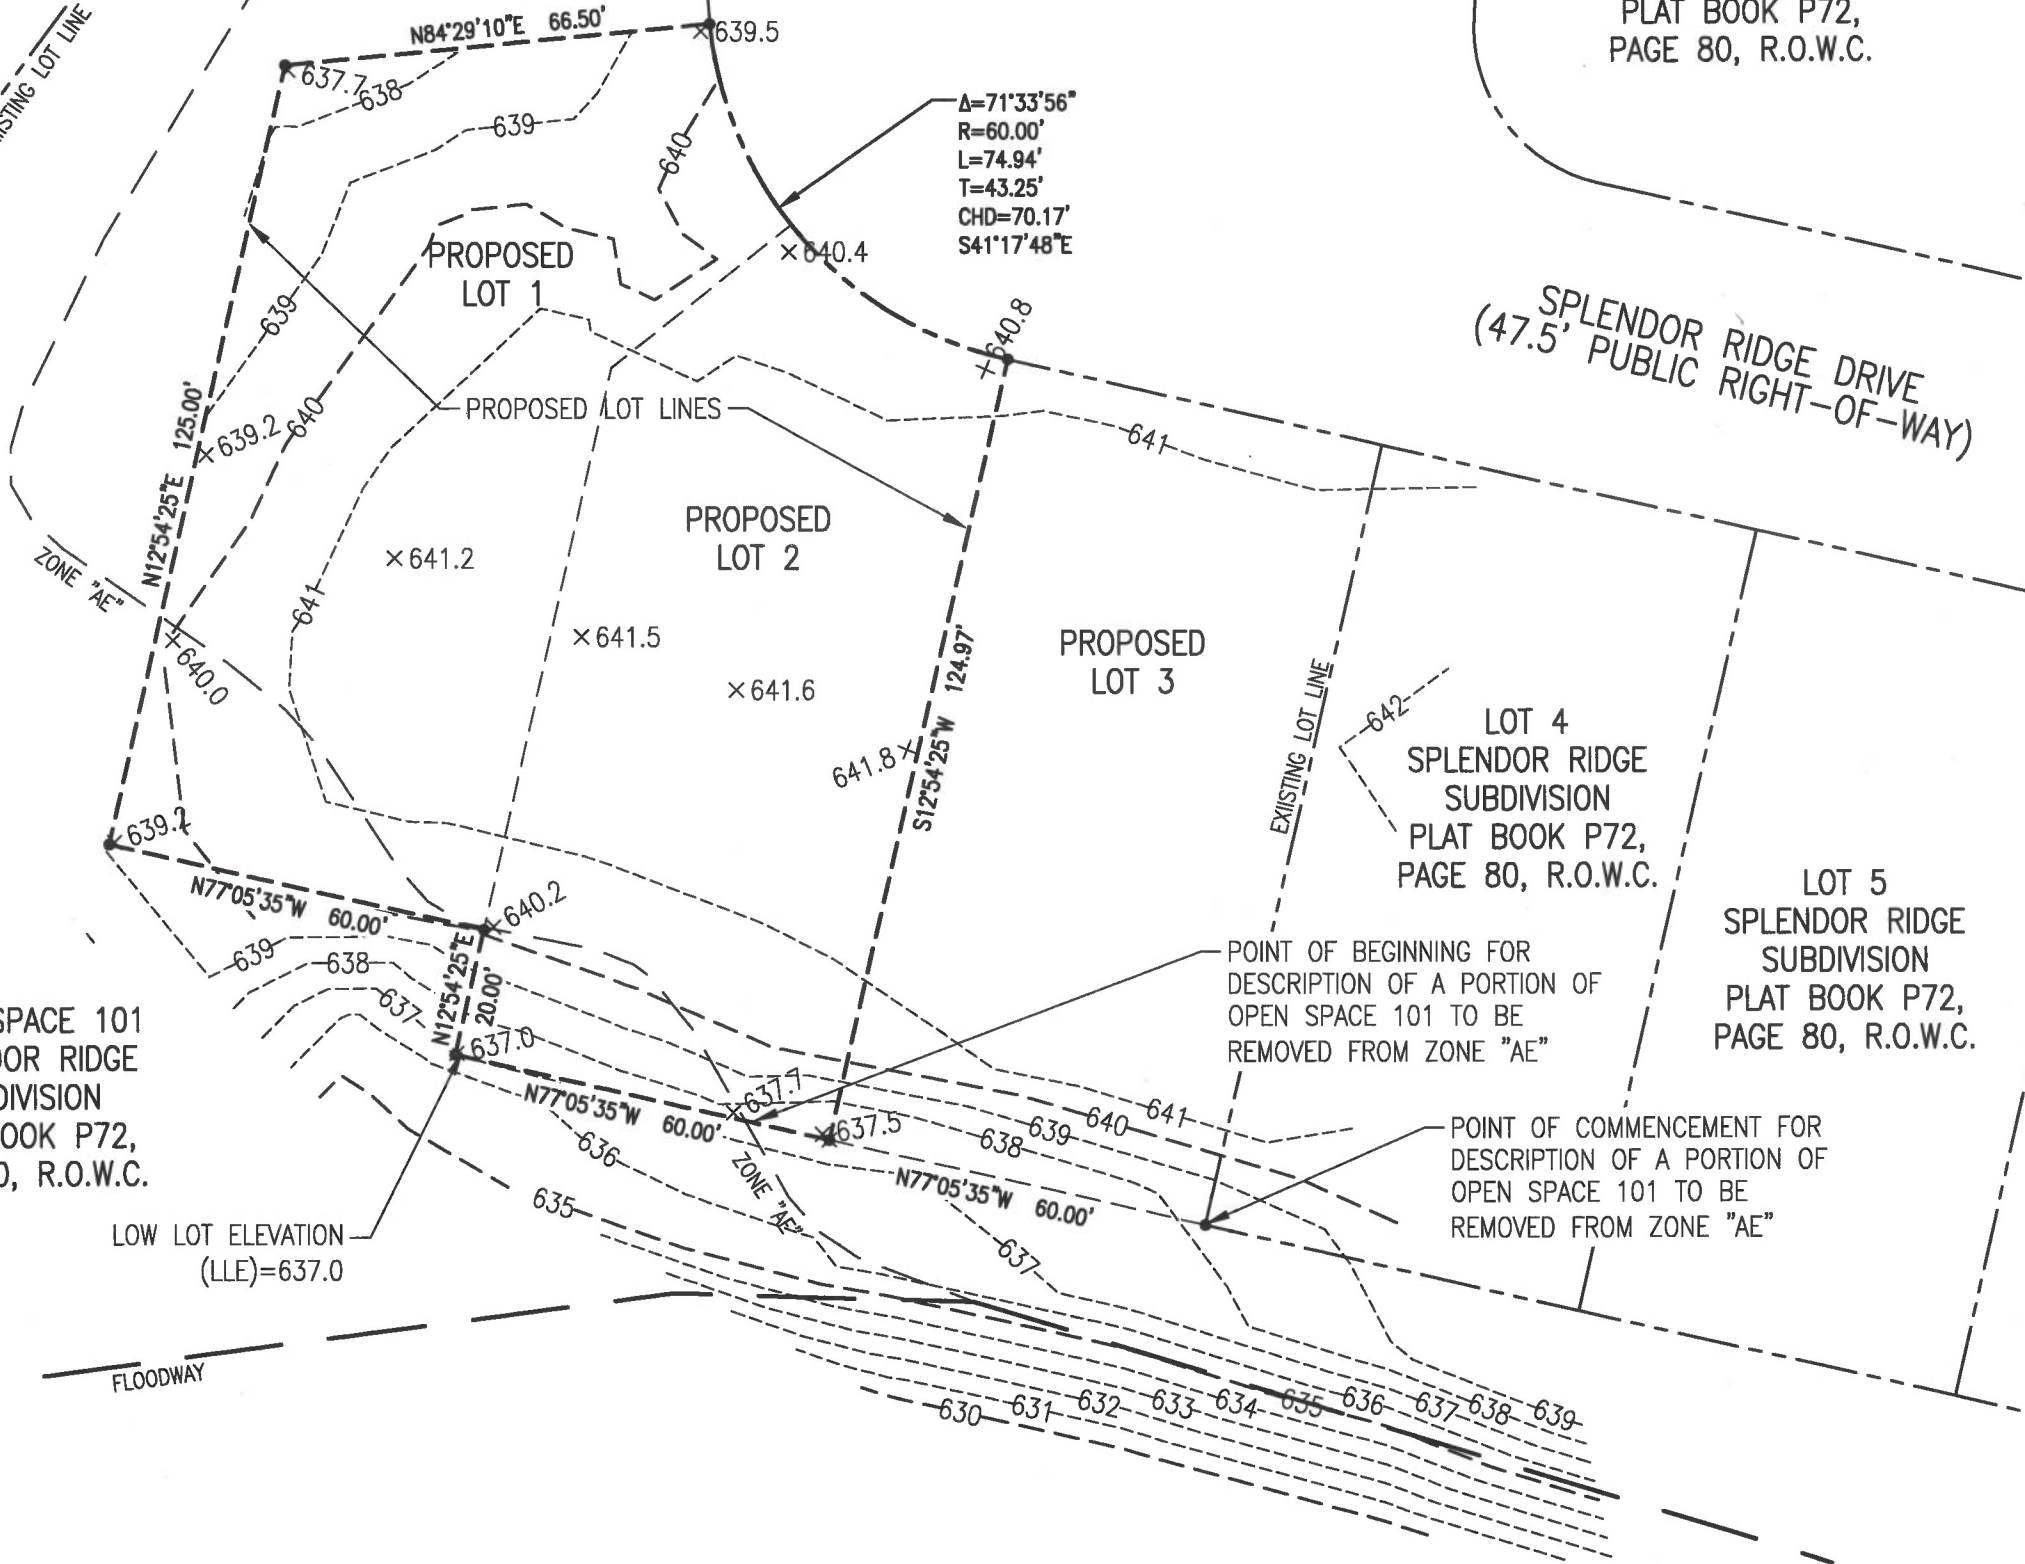 PLAT BOOK P72,
PAGE 80, R.O.W.C.
LOT LINE
N84°29'10"E 66.50'
639.5
637.7
638
639
640
Δ=71°33'56"
R=60.00'
L=74.94'
T=43.25'
CHD=70.17'
S41°17'48"E
640.4
PROPOSED
LOT 1
640.8
SPLENDOR RIDGE DRIVE
(47.5' PUBLIC RIGHT-OF-WAY)
639
640
N12°54'25"E 125.00'
639.2
PROPOSED LOT LINES
641
PROPOSED
LOT 2
641.2
ZONE "AE"
641
641.5
640.0
641.6
641.8
S12°54'25"W 124.97'
PROPOSED
LOT 3
EXIISTING LOT LINE
642
LOT 4
SPLENDOR RIDGE
SUBDIVISION
PLAT BOOK P72,
PAGE 80, R.O.W.C.
LOT 5
SPLENDOR RIDGE
SUBDIVISION
PLAT BOOK P72,
PAGE 80, R.O.W.C.
639.2
N77°05'35"W 60.00'
640.2
639
638
637
N12°54'25"E
20.00'
637.0
POINT OF BEGINNING FOR
DESCRIPTION OF A PORTION OF
OPEN SPACE 101 TO BE
REMOVED FROM ZONE "AE"
SPACE 101
RIDGE
P72,
R.O.W.C.
N77°05'35"W 60.00'
637.7
637.5
636
635
ZONE "AE"
638
639
640
641
N77°05'35"W 60.00'
637
POINT OF COMMENCEMENT FOR
DESCRIPTION OF A PORTION OF
OPEN SPACE 101 TO BE
REMOVED FROM ZONE "AE"
LOW LOT ELEVATION
(LLE)=637.0
FLOODWAY
630
631
632
633
634
635
636
637
638
639